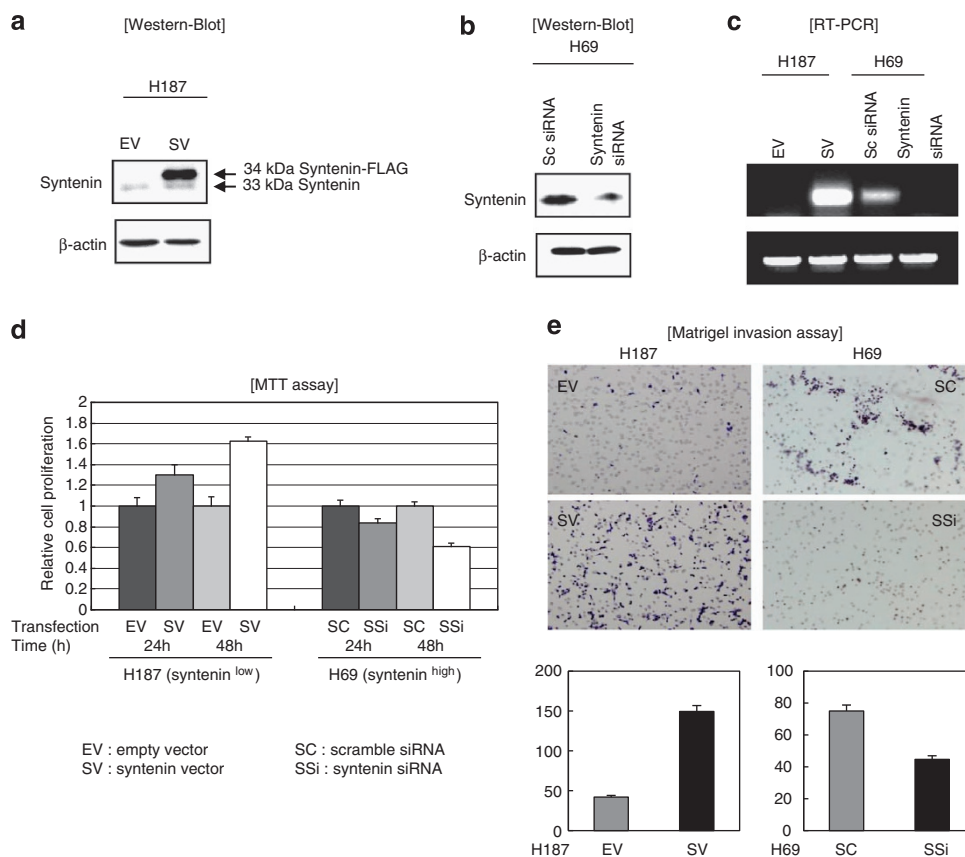 a
[Western-Blot]
H187
EV SV
Syntenin
34 kDa Syntenin-FLAG
33 kDa Syntenin
β-actin
b
[Western-Blot]
H69
Sc siRNA
Syntenin siRNA
Syntenin
β-actin
c
[RT-PCR]
H187 H69
EV
SV
Sc siRNA
Syntenin siRNA
d
[MTT assay]
Relative cell proliferation
2
1.8
1.6
1.4
1.2
1
0.8
0.6
0.4
0.2
0
Transfection EV SV EV SV SC SSi SC SSi
Time (h) 24h 48h 24h 48h
H187 (syntenin low) H69 (syntenin high)
EV : empty vector SC : scramble siRNA
SV : syntenin vector SSi : syntenin siRNA
e
[Matrigel invasion assay]
H187 H69
EV SC
SV SSi
200
150
100
50
0
H187 EV SV
100
80
60
40
20
0
H69 SC SSi